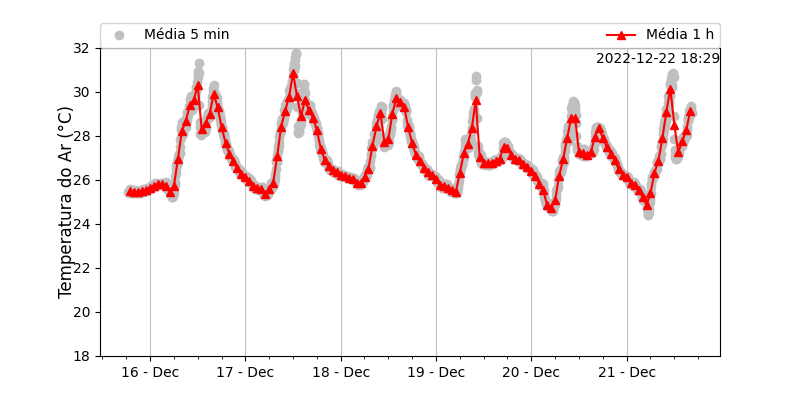 Média 5 min
Média 1 h
2022-12-22 18:29
Temperatura do Ar (°C)
32
30
28
26
24
22
20
18
16 - Dec
17 - Dec
18 - Dec
19 - Dec
20 - Dec
21 - Dec